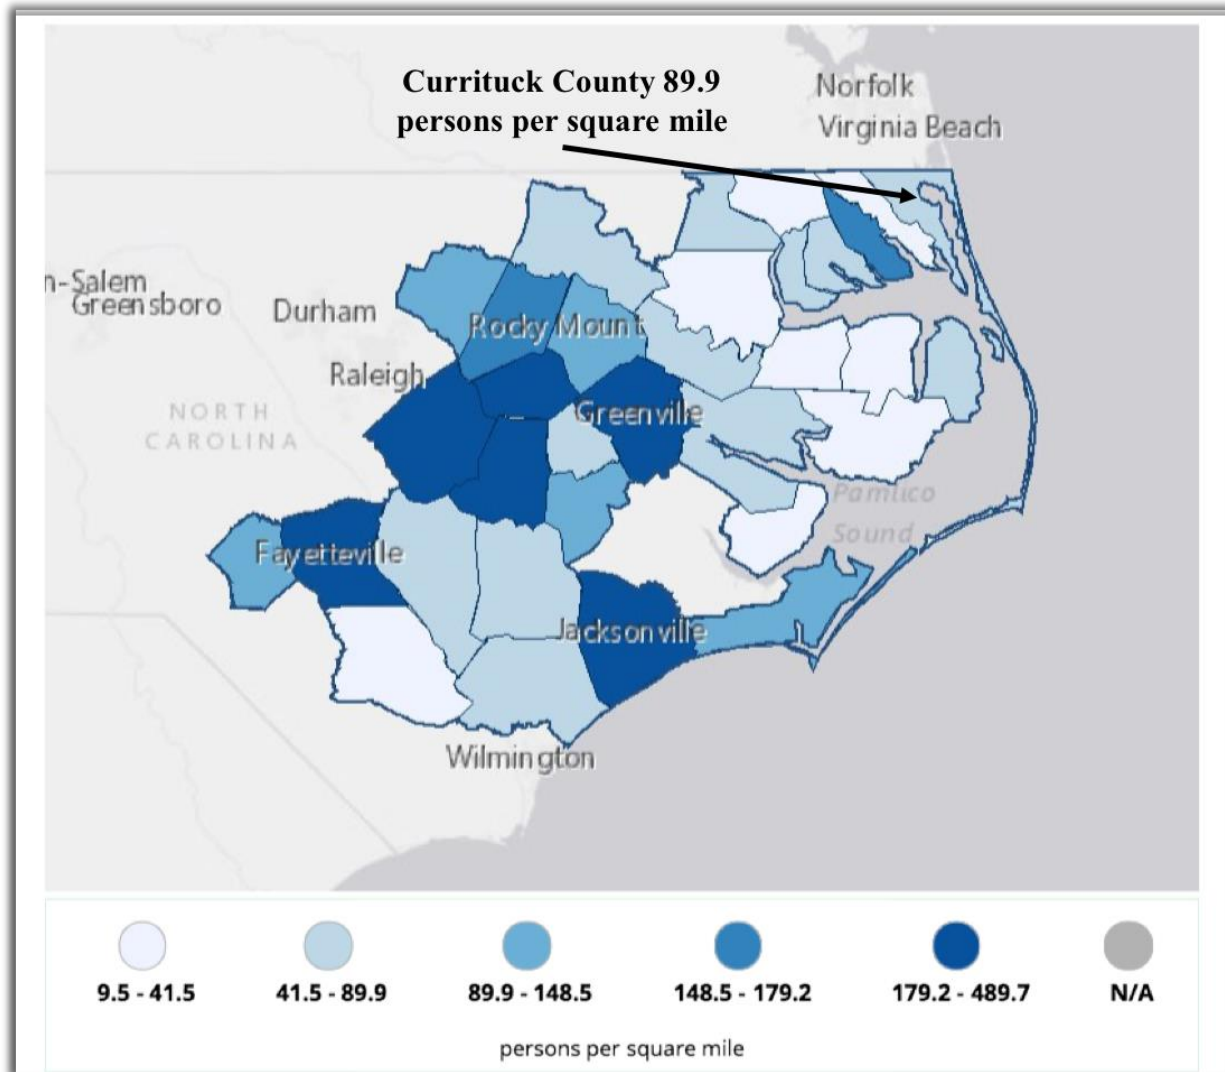 Currituck County 89.9
persons per square mile
Norfolk
Virginia Beach
n-Salem
Greensboro
Durham
Rocky Mount
Raleigh
NORTH
CAROLINA
Greenville
Pamlico
Sound
Fayetteville
Jacksonville
Wilmington
9.5 - 41.5
41.5 - 89.9
89.9 - 148.5
148.5 - 179.2
179.2 - 489.7
N/A
persons per square mile